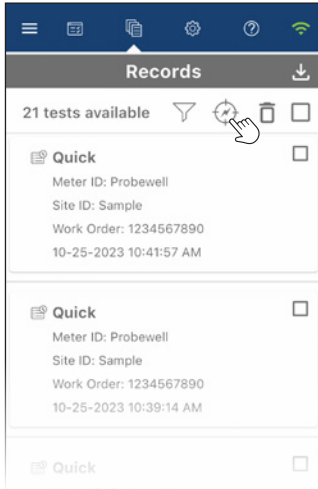 Records
21 tests available
Quick
Meter ID: Probewell
Site ID: Sample
Work Order: 1234567890
10-25-2023 10:41:57 AM
Quick
Meter ID: Probewell
Site ID: Sample
Work Order: 1234567890
10-25-2023 10:39:14 AM
Quick